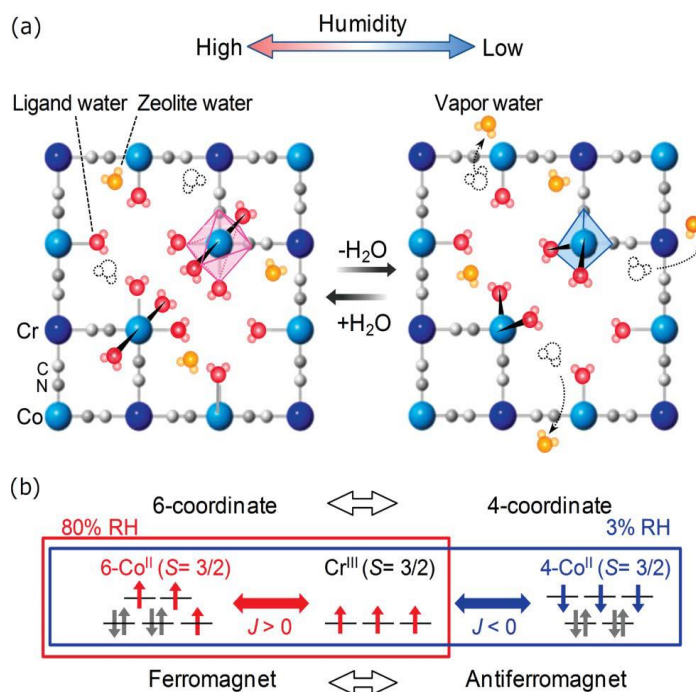 (a)
Humidity
High Low
Ligand water Zeolite water Vapor water
-H₂O
+H₂O
Cr
C
N
Co
(b)
6-coordinate 4-coordinate
80% RH 3% RH
6-Coᴵᴵ (S= 3/2) Crᴵᴵᴵ (S= 3/2) 4-Coᴵᴵ (S= 3/2)
J > 0 J < 0
Ferromagnet Antiferromagnet